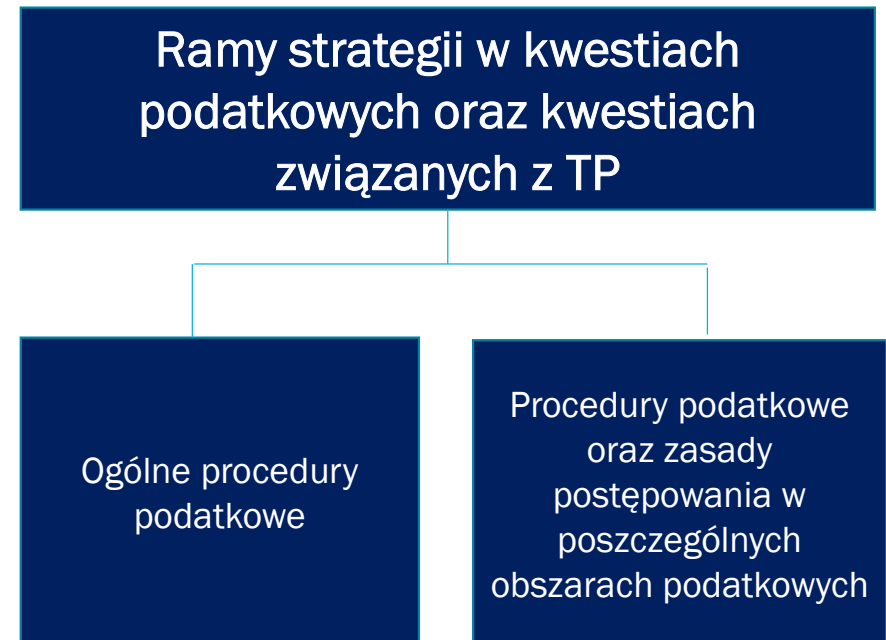 Ramy strategii w kwestiach
podatkowych oraz kwestiach
związanych z TP
Ogólne procedury
podatkowe
Procedury podatkowe
oraz zasady
postępowania w
poszczególnych
obszarach podatkowych